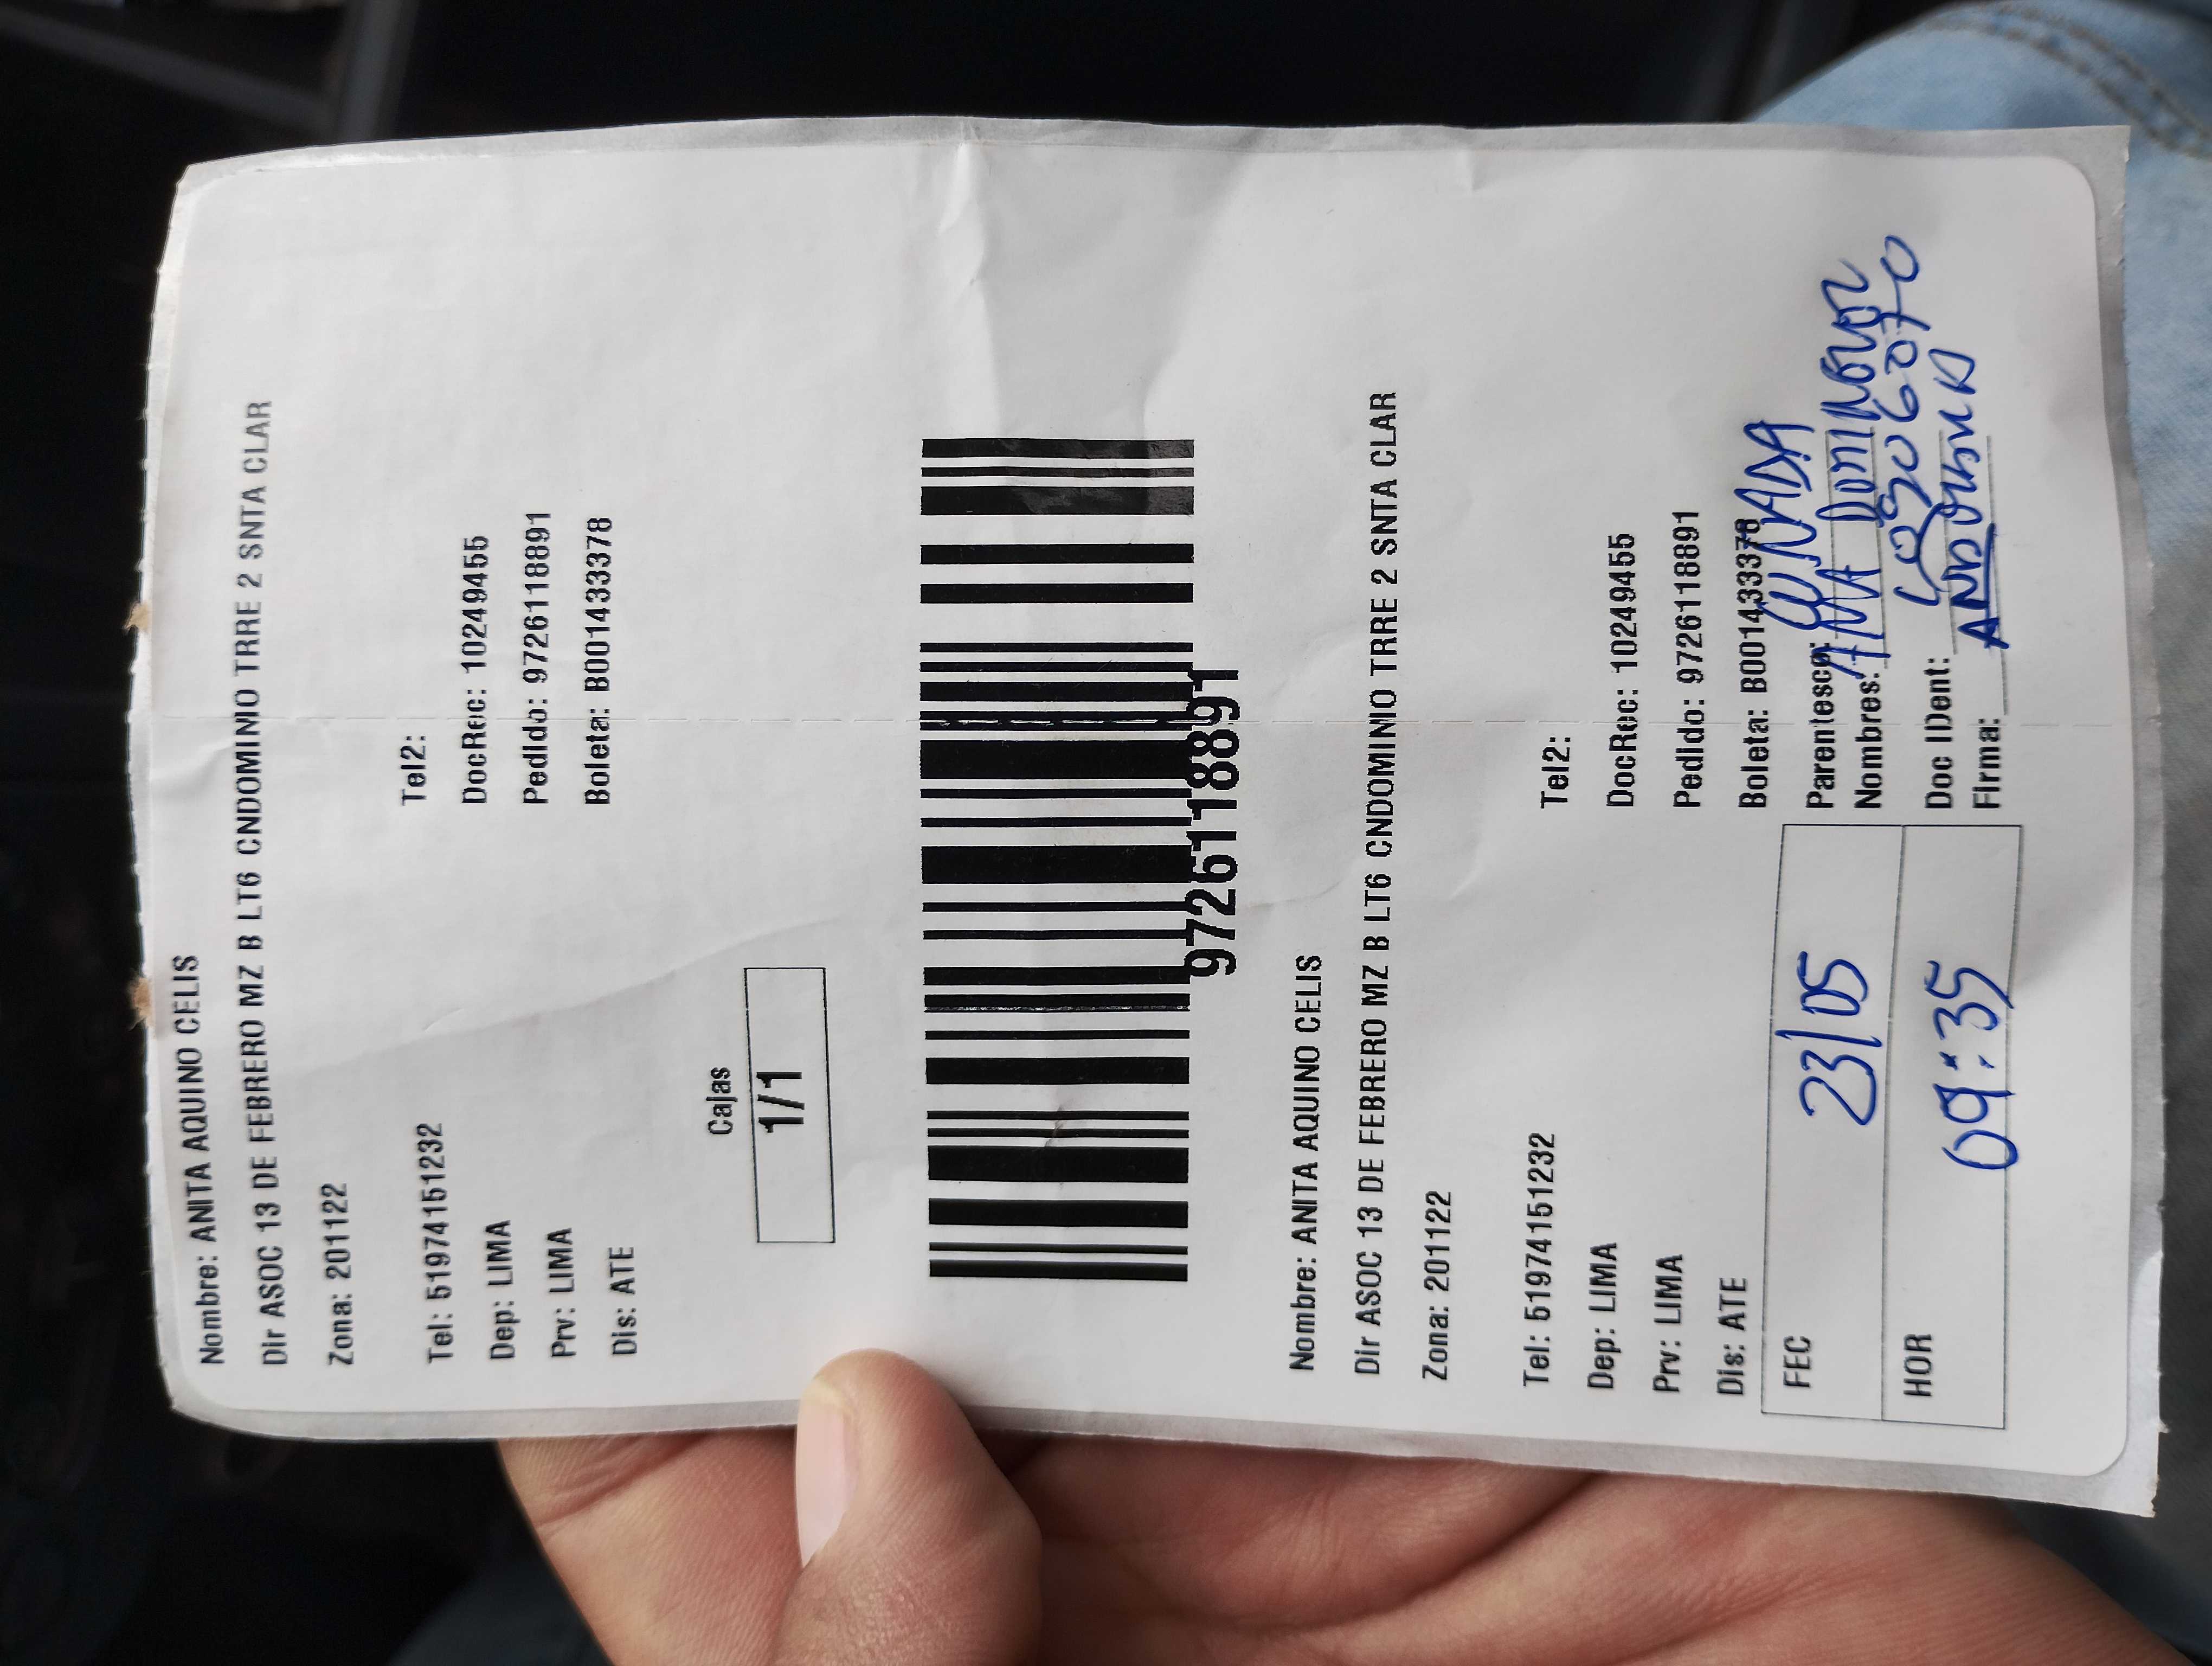 Nombre: ANITA AQUINO CELIS
Dir ASOC 13 DE FEBRERO MZ B LT6 CNDOMINIO TRRE 2 SNTA CLAR
Zona: 201122
Tel: 51974151232 Tel2:
Dep: LIMA DocRec: 10249455
Prv: LIMA Pedido: 9726118891
Dis: ATE Boleta: B001433378
Cajas
1/1
9726118891
Nombre: ANITA AQUINO CELIS
Dir ASOC 13 DE FEBRERO MZ B LT6 CNDOMINIO TRRE 2 SNTA CLAR
Zona: 201122
Tel: 51974151232 Tel2:
Dep: LIMA DocRec: 10249455
Prv: LIMA Pedido: 9726118891
Dis: ATE Boleta: B001433378
FEC 23/05 Parentesco: CUÑADA
Nombres: ANA
HOR 09:35 Doc IDent:
Firma: